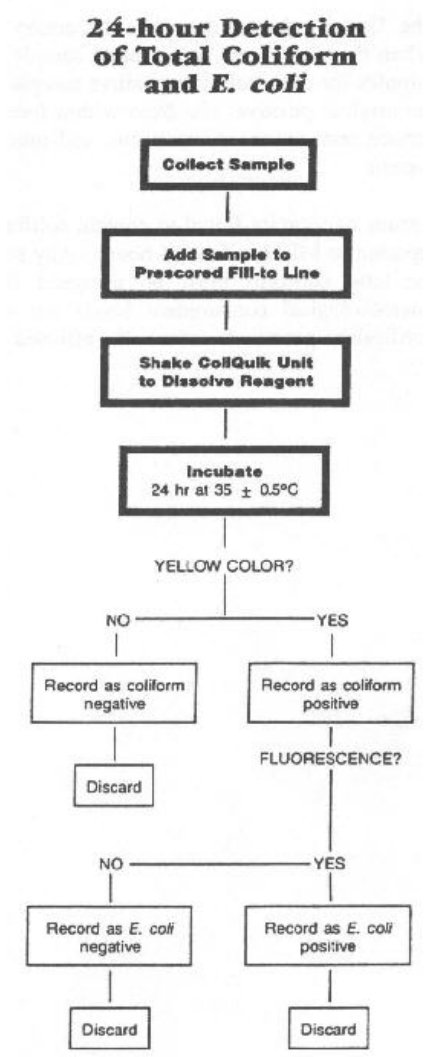 24-hour Detection
of Total Coliform
and E. coli
Collect Sample
Add Sample to
Prescored Fill-to Line
Shake ColiQuik Unit
to Dissolve Reagent
Incubate
24 hr at 35 ± 0.5°C
YELLOW COLOR?
NO
YES
Record as coliform
negative
Record as coliform
positive
Discard
FLUORESCENCE?
NO
YES
Record as E. coli
negative
Record as E. coli
positive
Discard
Discard